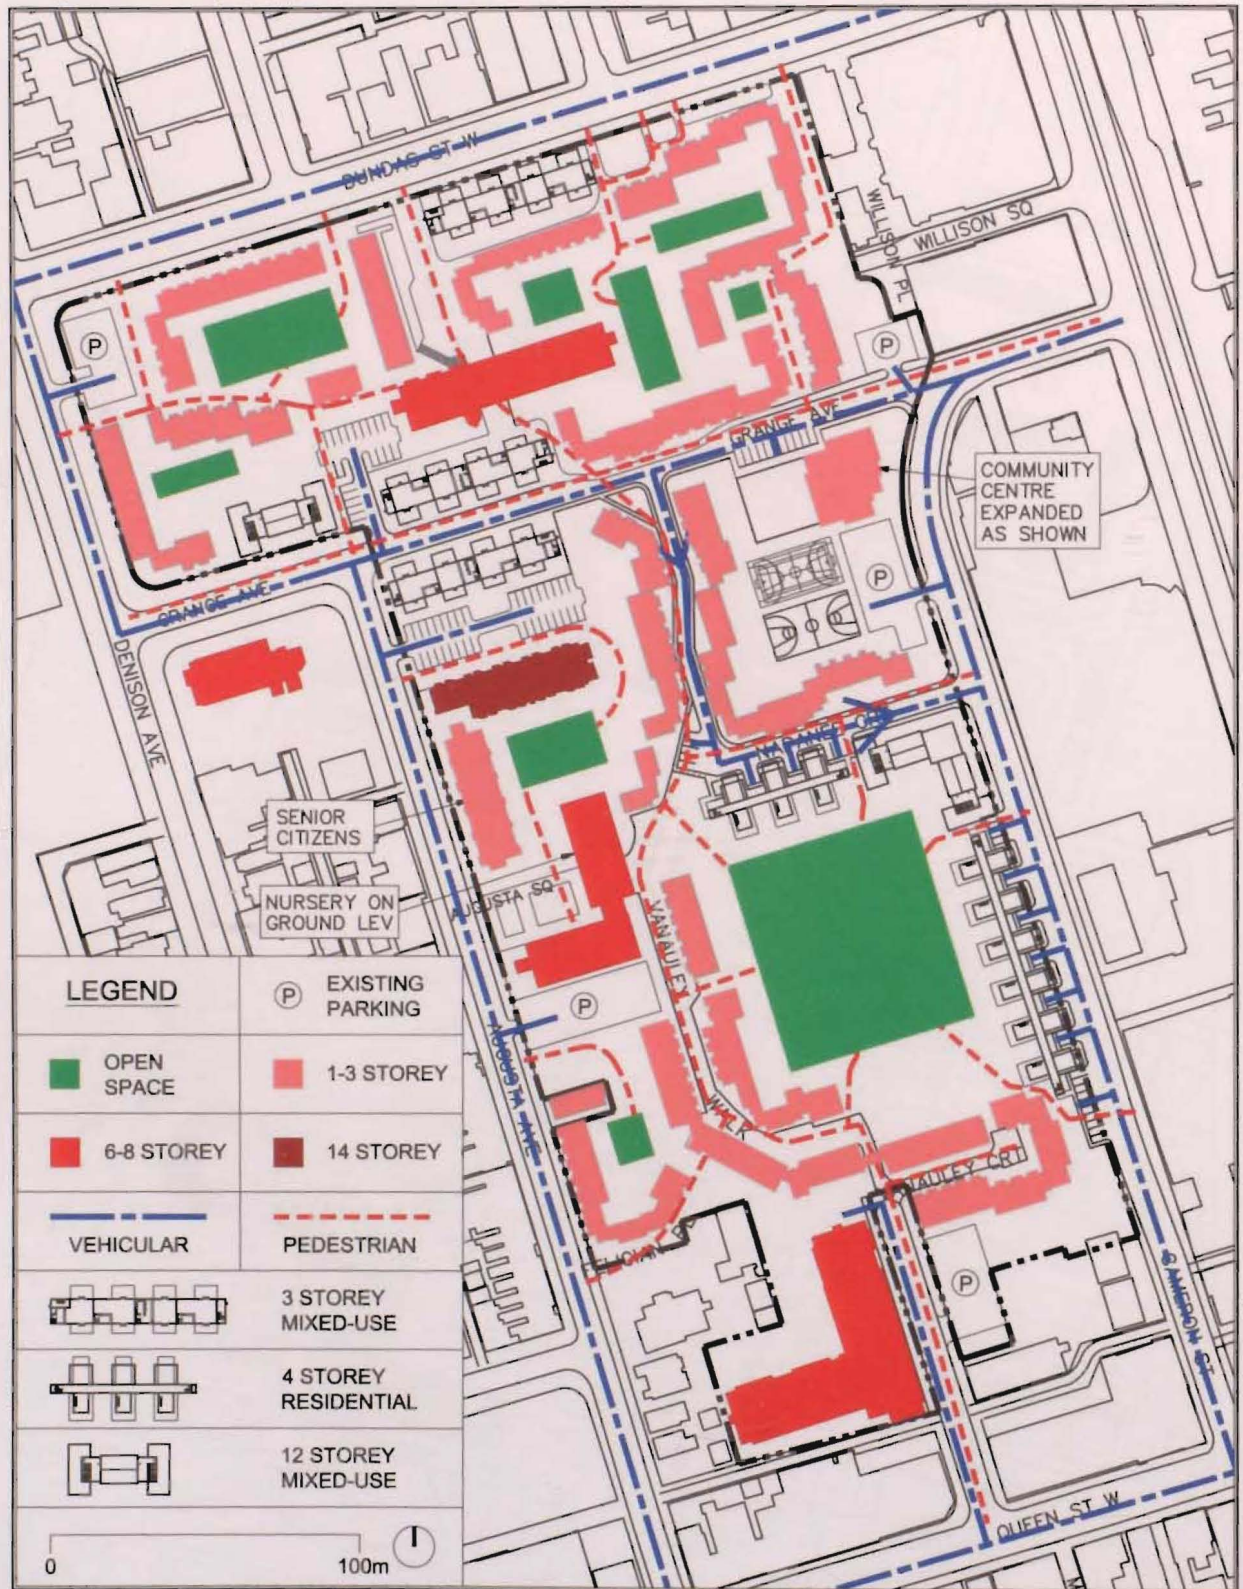 DUNDAS ST W
WILLISON SQ
WILLISON PL
P
P
GRANGE AVE
COMMUNITY
CENTRE
EXPANDED
AS SHOWN
P
GRANGE AVE
DENISON AVE
SENIOR
CITIZENS
NURSERY ON
GROUND LEV
AUGUSTA SQ
VANAULEY
WLK
P
AUGUSTA AVE
NAULEY CRT
P
CAMERON ST
QUEEN ST W
LEGEND
P
EXISTING
PARKING
OPEN
SPACE
1-3 STOREY
6-8 STOREY
14 STOREY
VEHICULAR
PEDESTRIAN
3 STOREY
MIXED-USE
4 STOREY
RESIDENTIAL
12 STOREY
MIXED-USE
0
100m